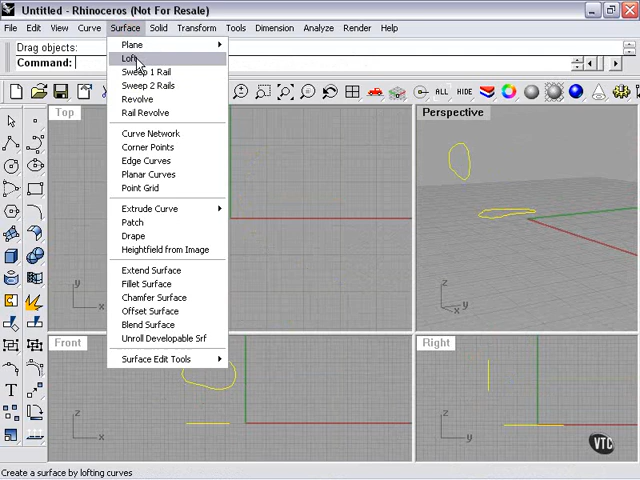 Untitled - Rhinoceros (Not For Resale)
File Edit View Curve Surface Solid Transform Tools Dimension Analyze Render Help
Drag objects:
Command:
ALL HIDE
Plane
Loft
Sweep 1 Rail
Sweep 2 Rails
Revolve
Rail Revolve
Curve Network
Corner Points
Edge Curves
Planar Curves
Point Grid
Extrude Curve
Patch
Drape
Heightfield from Image
Extend Surface
Fillet Surface
Chamfer Surface
Offset Surface
Blend Surface
Unroll Developable Srf
Surface Edit Tools
Top
y
x
Perspective
z
y
x
Front
z
x
Right
z
y
T
VTC
Create a surface by lofting curves